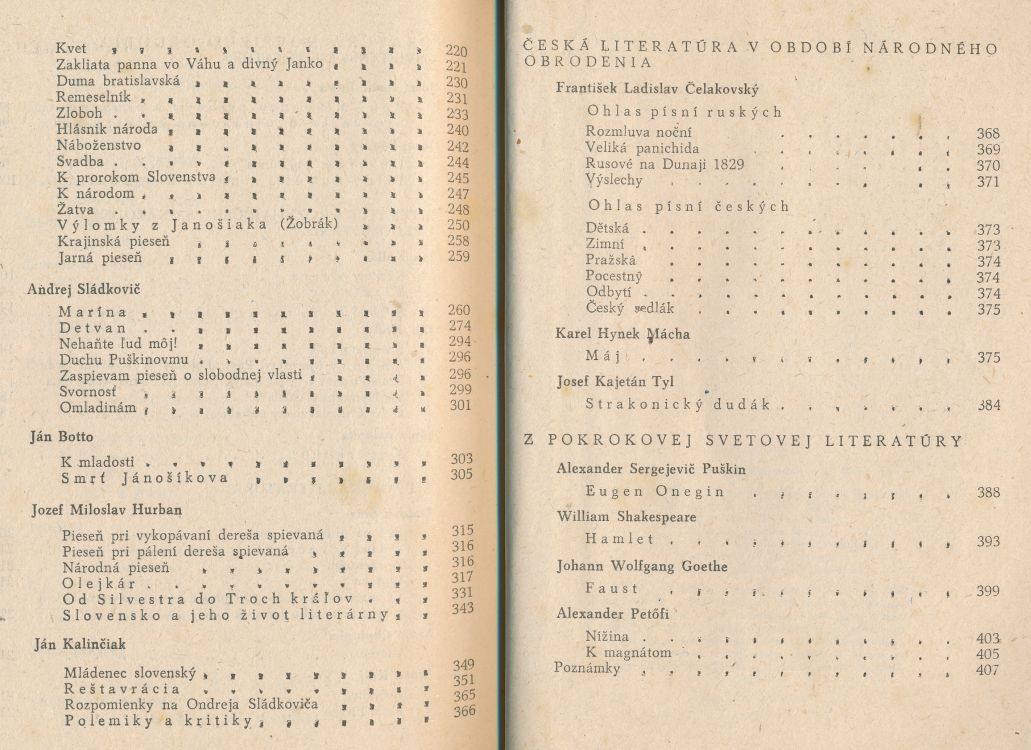 Kvet 220
Zakliata panna vo Váhu a divný Janko 221
Duma bratislavská 230
Remeselník 231
Zloboh 233
Hlásnik národa 240
Náboženstvo 242
Svadba 244
K prorokom Slovenstva 245
K národom 247
Žatva 248
Výlomky z Janošiaka (Žobrák) 250
Krajinská pieseň 258
Jarná pieseň 259
Andrej Sládkovič
Marína 260
Detvan 274
Nehaňte ľud môj! 294
Duchu Puškinovmu 296
Zaspievam pieseň o slobodnej vlasti 296
Svornosť 299
Omladinám 301
Ján Botto
K mladosti 303
Smrť Jánošíkova 305
Jozef Miloslav Hurban
Pieseň pri vykopávaní dereša spievaná 315
Pieseň pri pálení dereša spievaná 316
Národná pieseň 316
Olejkár 317
Od Silvestra do Troch kráľov 331
Slovensko a jeho život literárny 343
Ján Kalinčiak
Mládenec slovenský 349
Reštavrácia 351
Rozpomienky na Ondreja Sládkoviča 365
Polemiky a kritiky 366
ČESKÁ LITERATÚRA V OBDOBÍ NÁRODNÉHO
OBRODENIA
František Ladislav Čelakovský
Ohlas písní ruských
Rozmluva noční 368
Veliká panichida 369
Rusové na Dunaji 1829 370
Výslechy 371
Ohlas písní českých
Dětská 373
Zimní 373
Pražská 374
Pocestný 374
Odbytí 374
Český sedlák 375
Karel Hynek Mácha
Máj 375
Josef Kajetán Tyl
Strakonický dudák 384
Z POKROKOVEJ SVETOVEJ LITERATÚRY
Alexander Sergejevič Puškin
Eugen Onegin 388
William Shakespeare
Hamlet 393
Johann Wolfgang Goethe
Faust 399
Alexander Petőfi
Nížina 403
K magnátom 405
Poznámky 407